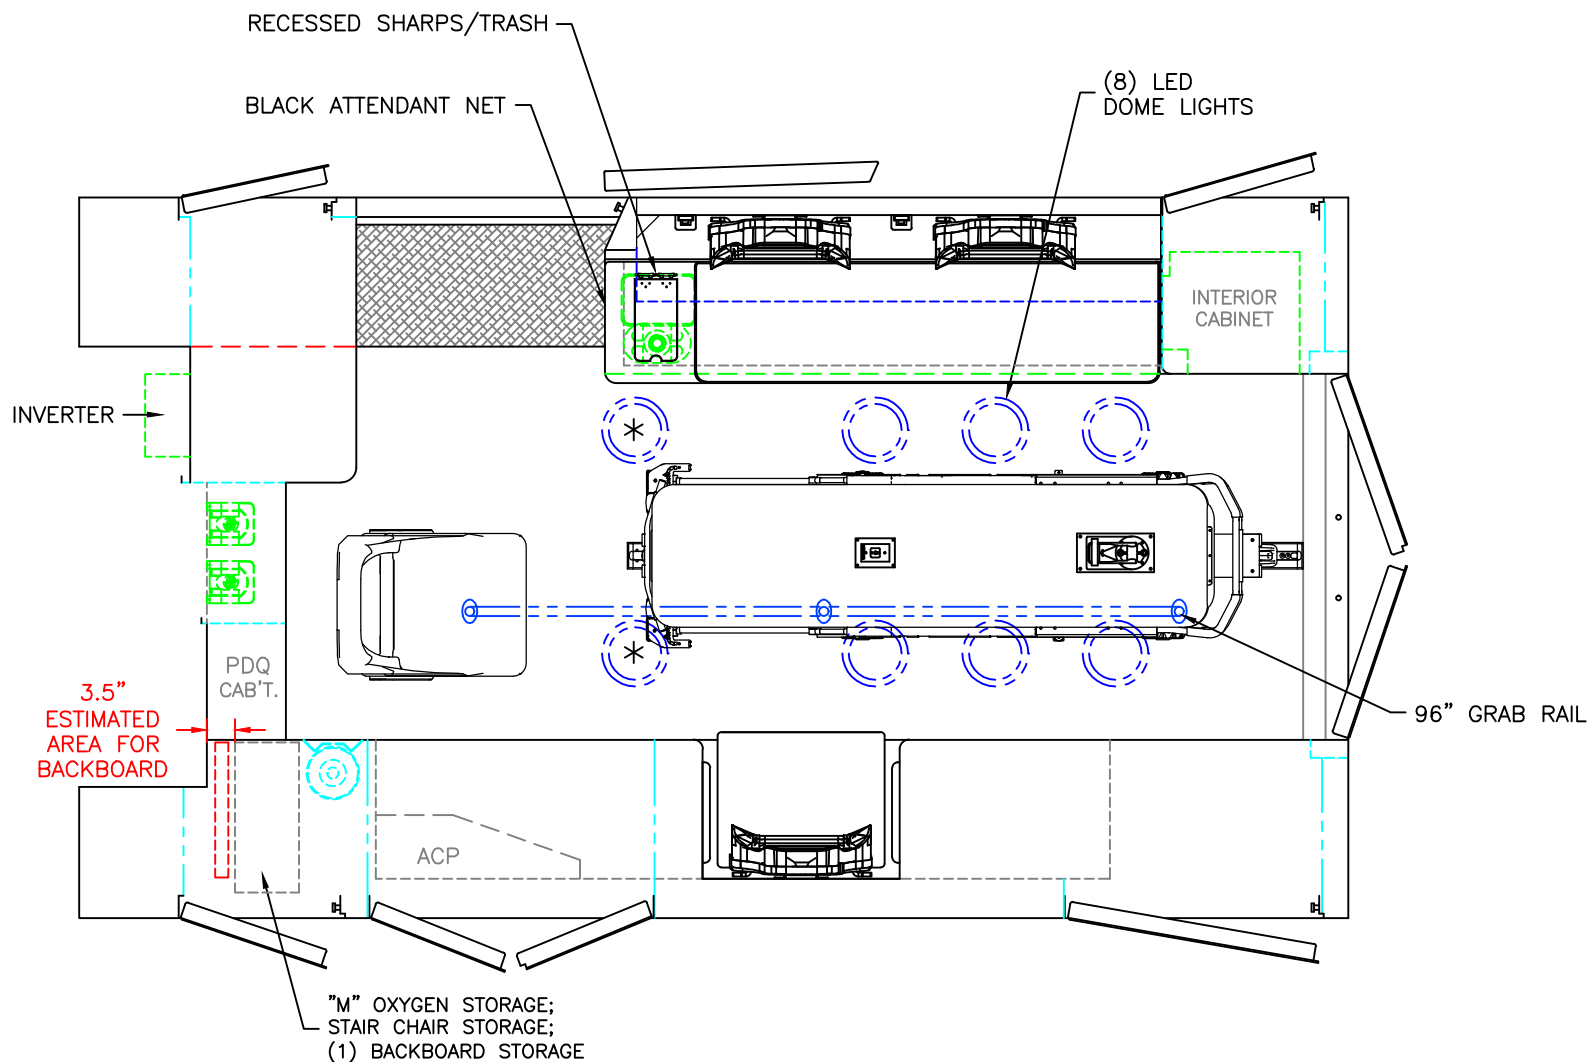 RECESSED SHARPS/TRASH
BLACK ATTENDANT NET
(8) LED
DOME LIGHTS
INTERIOR
CABINET
INVERTER
PDQ
CAB'T.
3.5"
ESTIMATED
AREA FOR
BACKBOARD
96" GRAB RAIL
ACP
"M" OXYGEN STORAGE;
STAIR CHAIR STORAGE;
(1) BACKBOARD STORAGE